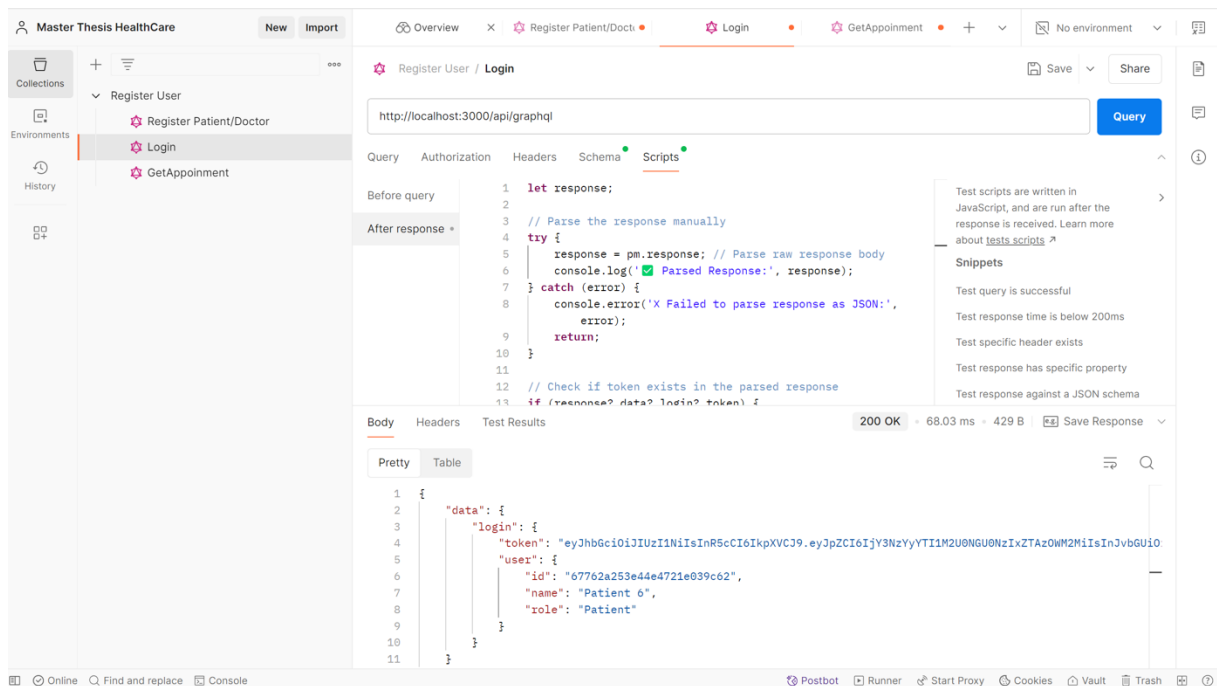 Master Thesis HealthCare
New
Import
Overview
Register Patient/Docto
Login
GetAppoinment
No environment
Collections
Environments
History
Register User
Register Patient/Doctor
Login
GetAppoinment
Register User / Login
Save
Share
http://localhost:3000/api/graphql
Query
Query Authorization Headers Schema Scripts
Before query
After response
1 let response;
2
3 // Parse the response manually
4 try {
5 response = pm.response; // Parse raw response body
6 console.log('✅ Parsed Response:', response);
7 } catch (error) {
8 console.error('X Failed to parse response as JSON:',
error);
9 return;
10 }
11
12 // Check if token exists in the parsed response
13 if (response?.data?.login?.token) {
Test scripts are written in
JavaScript, and are run after the
response is received. Learn more
about tests scripts ↗
Snippets
Test query is successful
Test response time is below 200ms
Test specific header exists
Test response has specific property
Test response against a JSON schema
Body Headers Test Results
200 OK 68.03 ms 429 B Save Response
Pretty Table
1 {
2 "data": {
3 "login": {
4 "token": "eyJhbGciOiJIUzI1NiIsInR5cCI6IkpXVCJ9.eyJpZCI6IjY3NzYyYTI1M2U0NGU0NzIxZTAzOWM2MiIsInJvbGUiO
5 "user": {
6 "id": "67762a253e44e4721e039c62",
7 "name": "Patient 6",
8 "role": "Patient"
9 }
10 }
11 }
Online Find and replace Console
Postbot Runner Start Proxy Cookies Vault Trash